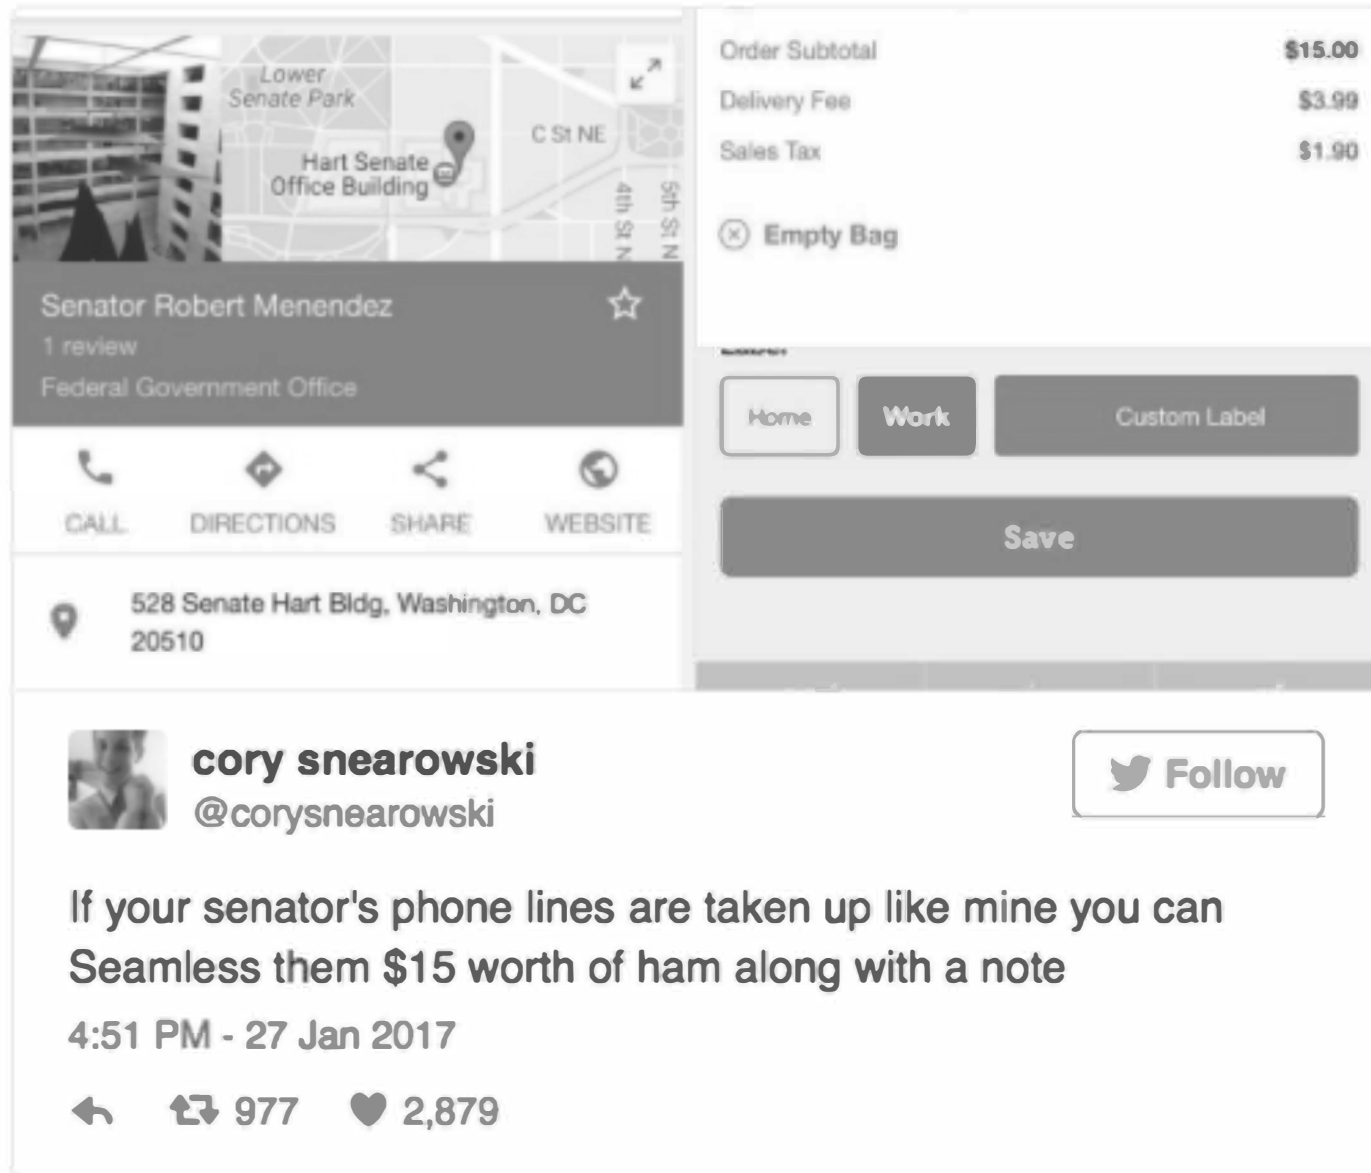 Lower
Senate Park
C St NE
Hart Senate
Office Building
4th St N
5th St N
Senator Robert Menendez
1 review
Federal Government Office
CALL DIRECTIONS SHARE WEBSITE
528 Senate Hart Bldg, Washington, DC
20510
Order Subtotal $15.00
Delivery Fee $3.99
Sales Tax $1.90
Empty Bag
Home Work Custom Label
Save
cory snearowski
@corysnearowski
Follow
If your senator's phone lines are taken up like mine you can
Seamless them $15 worth of ham along with a note
4:51 PM - 27 Jan 2017
977 2,879